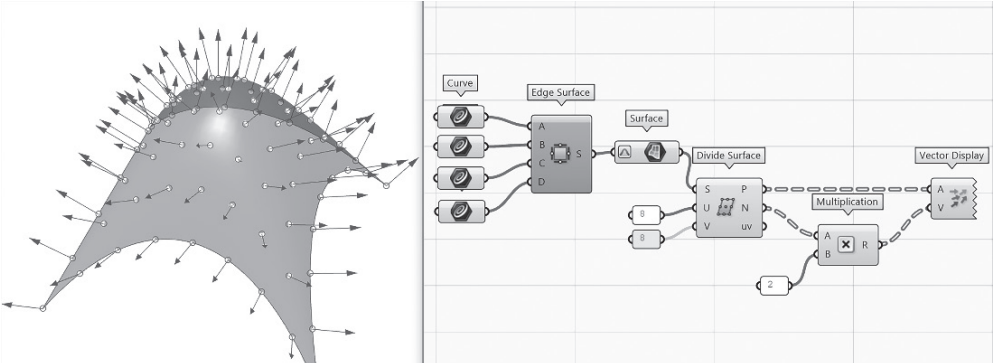 Curve
Edge Surface
A
B
C
D
S
Surface
Divide Surface
S
U
V
P
N
uv
8
8
Multiplication
A
B
R
2
Vector Display
A
V